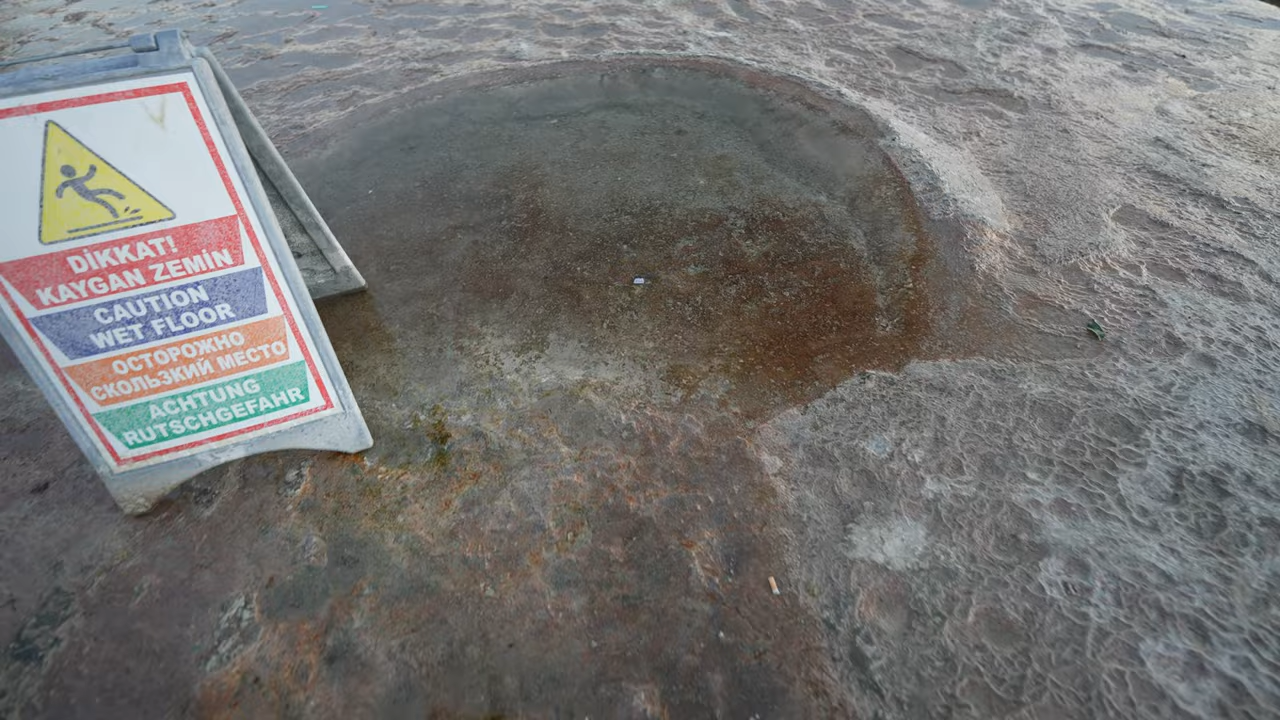 DİKKAT!
KAYGAN ZEMİN
CAUTION
WET FLOOR
ОСТОРОЖНО
СКОЛЬЗКИЙ МЕСТО
ACHTUNG
RUTSCHGEFAHR